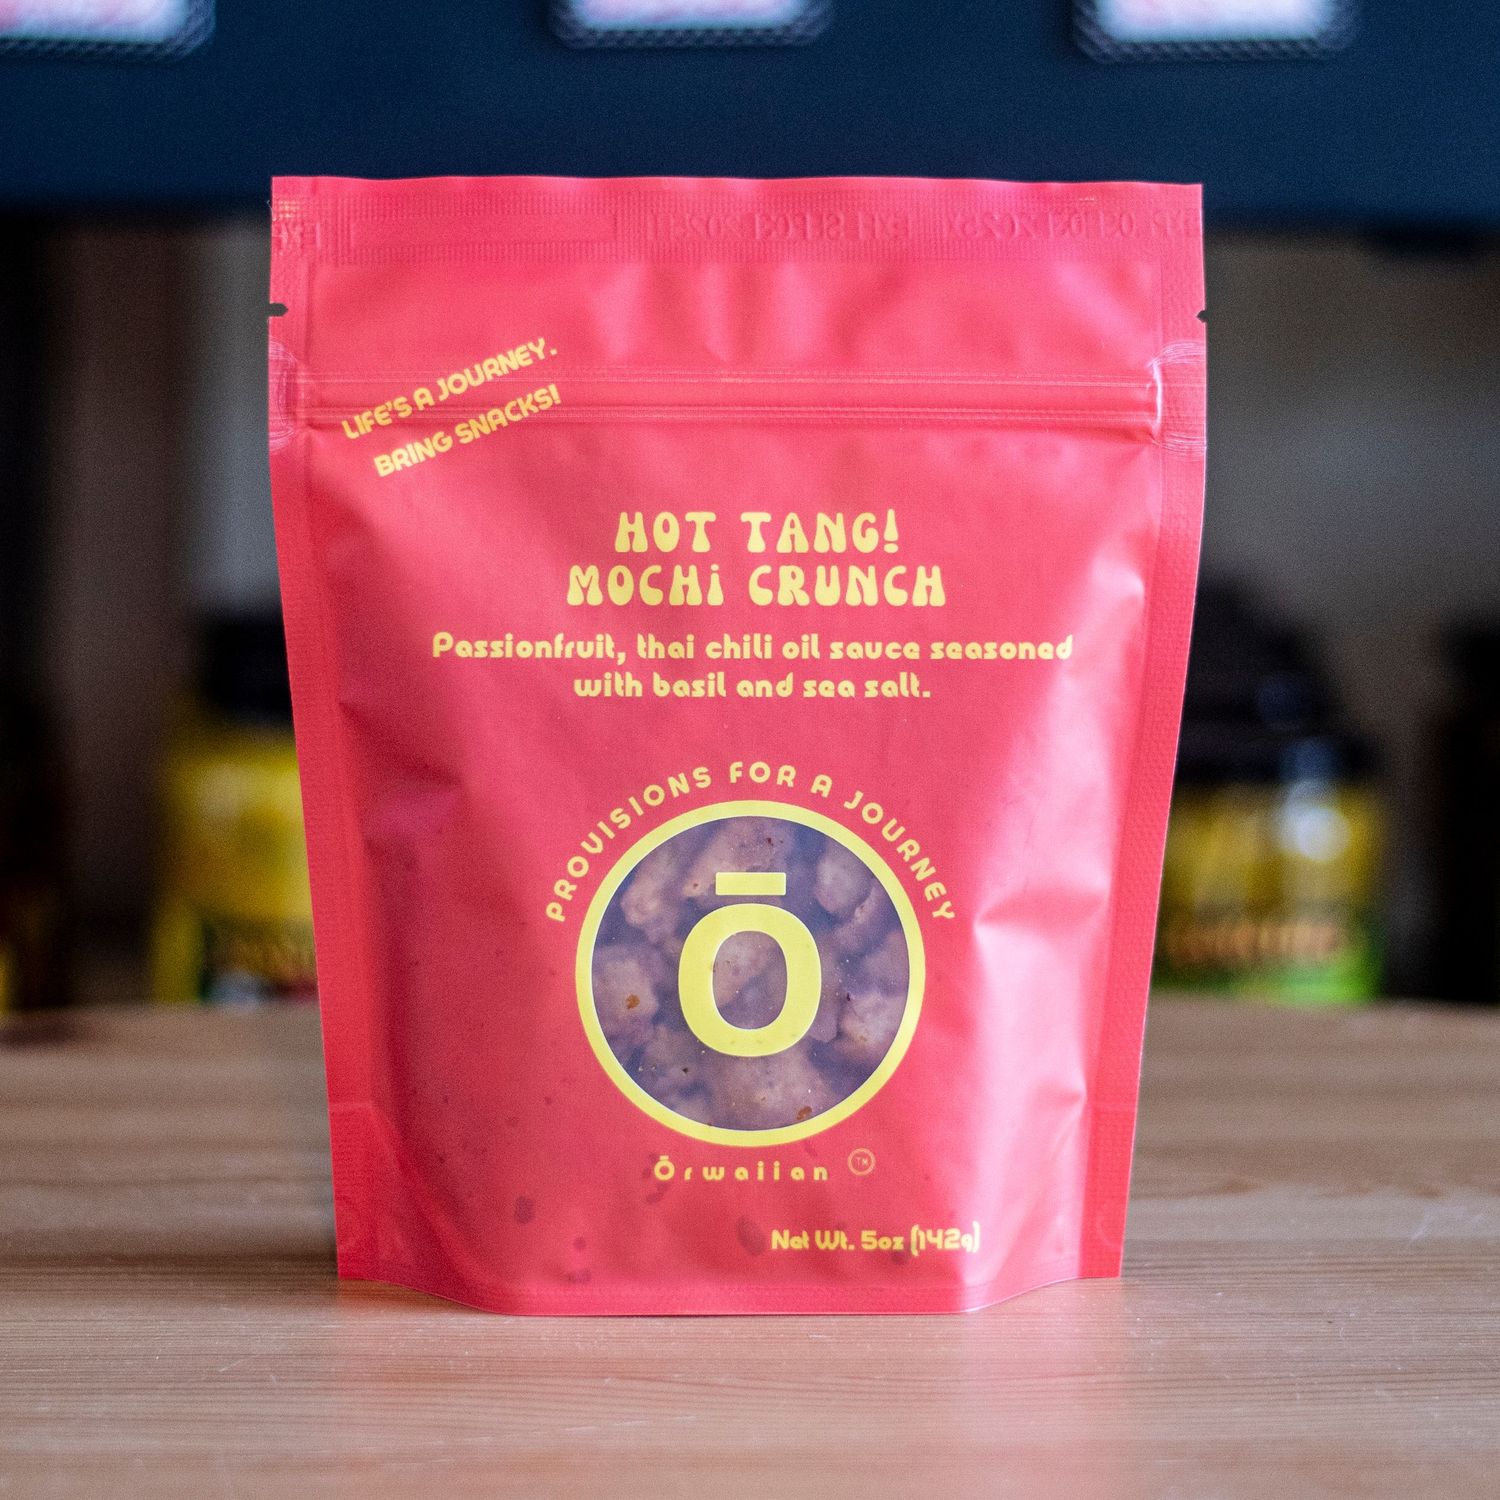 LIFE'S A JOURNEY.
BRING SNACKS!
HOT TANG!
MOCHi CRUNCH
Passionfruit, thai chili oil sauce seasoned
with basil and sea salt.
PROVISIONS FOR A JOURNEY
Ō
Ōrwaiian TM
Net Wt. 5oz (142g)